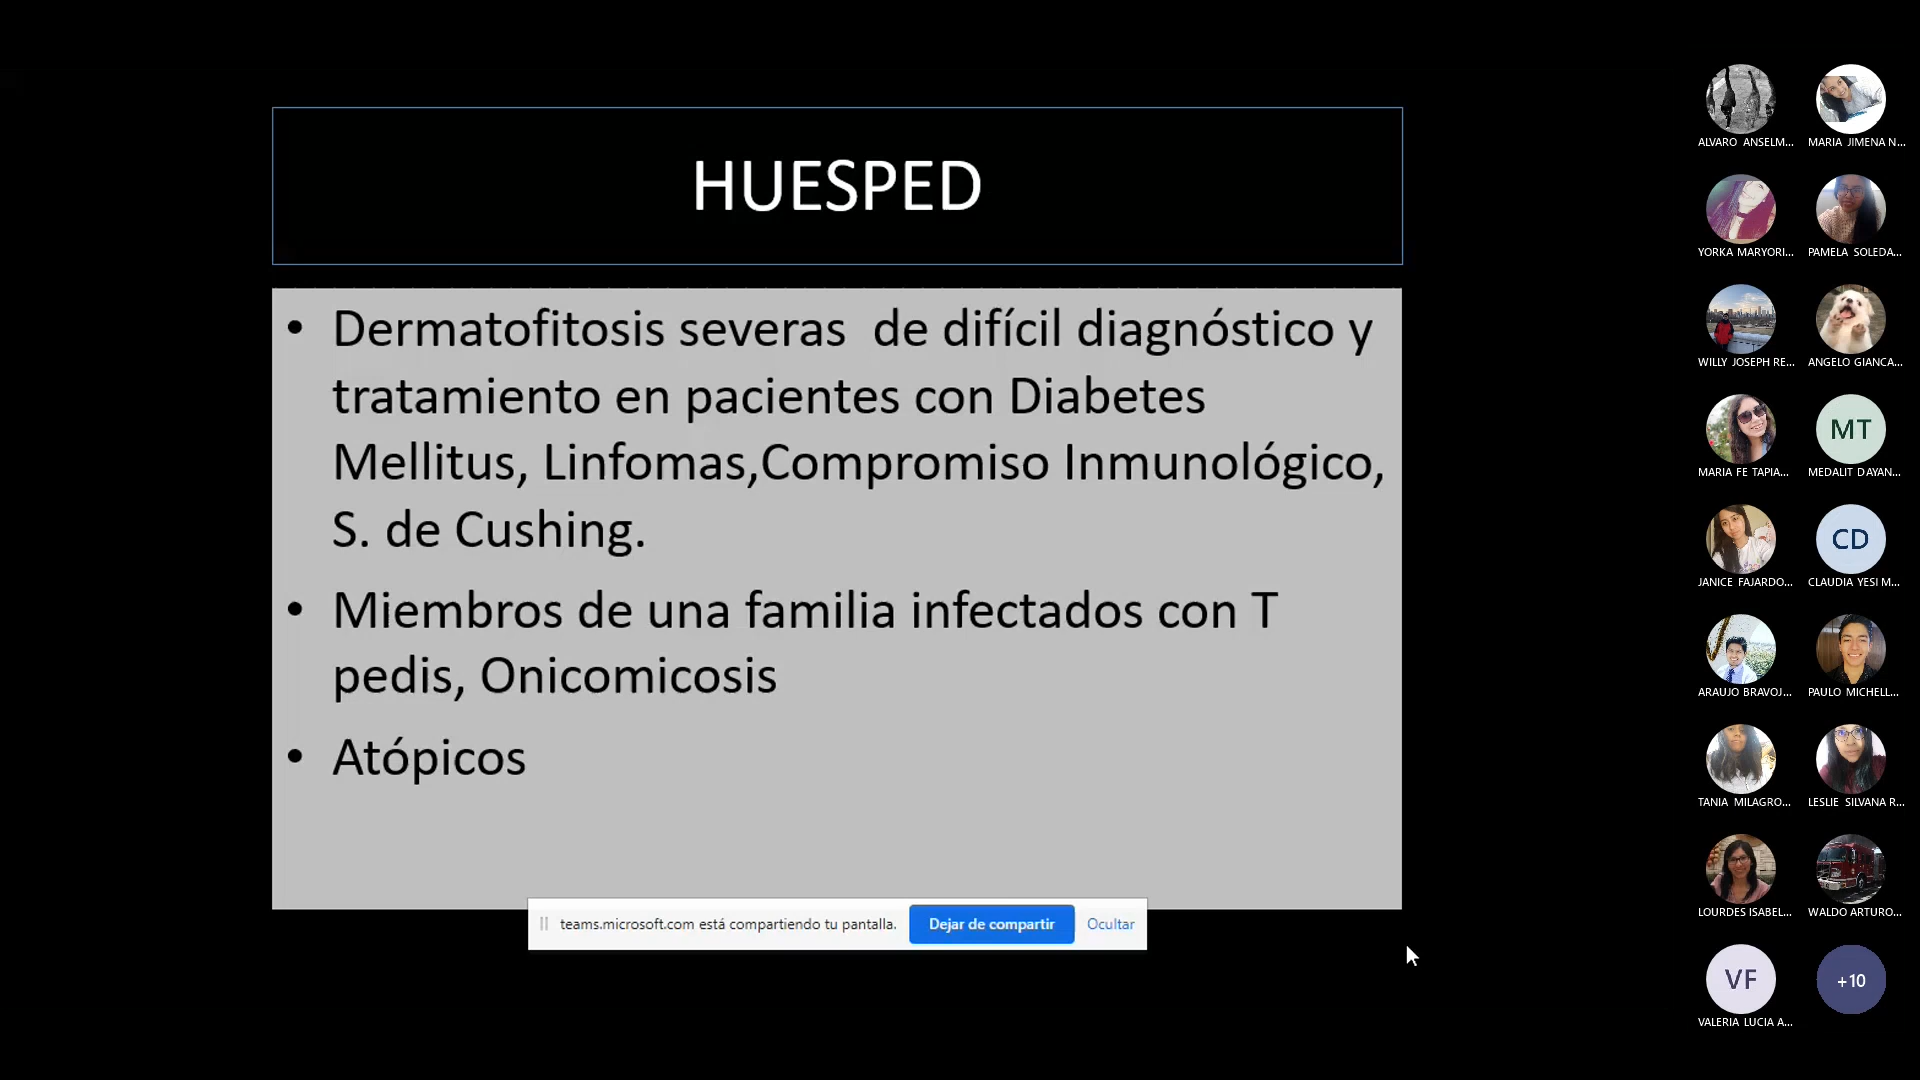 HUESPED
• Dermatofitosis severas  de difícil diagnóstico y
tratamiento en pacientes con Diabetes
Mellitus, Linfomas,Compromiso Inmunológico,
S. de Cushing.
• Miembros de una familia infectados con T
pedis, Onicomicosis
• Atópicos
teams.microsoft.com está compartiendo tu pantalla. Dejar de compartir Ocultar
ALVARO ANSELM... MARIA JIMENA N...
YORKA MARYORI... PAMELA SOLEDA...
WILLY JOSEPH RE... ANGELO GIANCA...
MT
MARIA FE TAPIA... MEDALIT DAYAN...
CD
JANICE FAJARDO... CLAUDIA YESI M...
ARAUJO BRAVOJ... PAULO MICHELL...
TANIA MILAGRO... LESLIE SILVANA R...
LOURDES ISABEL... WALDO ARTURO...
VF +10
VALERIA LUCIA A...